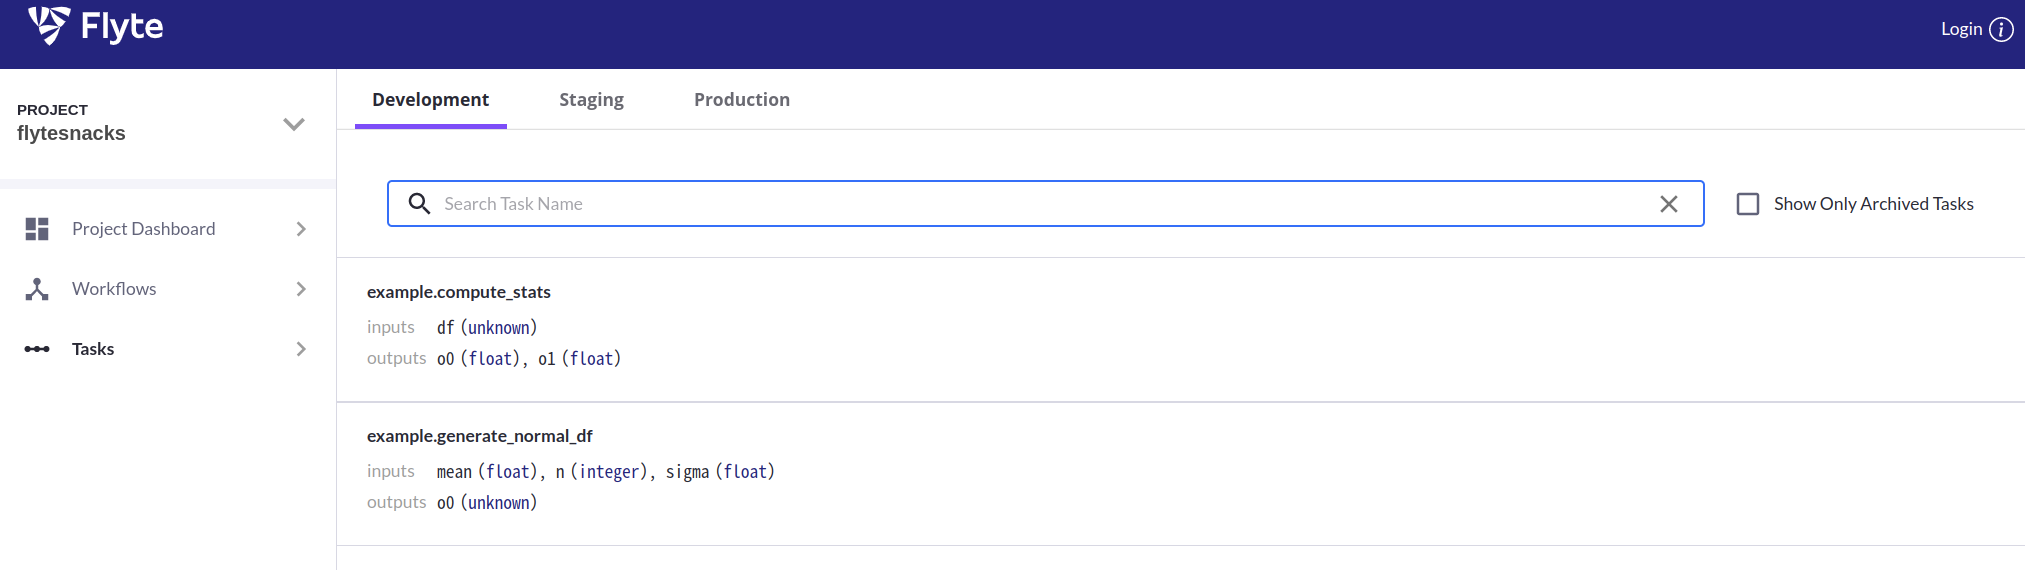 Flyte
Login
PROJECT
flytesnacks
Project Dashboard
Workflows
Tasks
Development Staging Production
Search Task Name
Show Only Archived Tasks
example.compute_stats
inputs df (unknown)
outputs o0 (float), o1 (float)
example.generate_normal_df
inputs mean (float), n (integer), sigma (float)
outputs o0 (unknown)